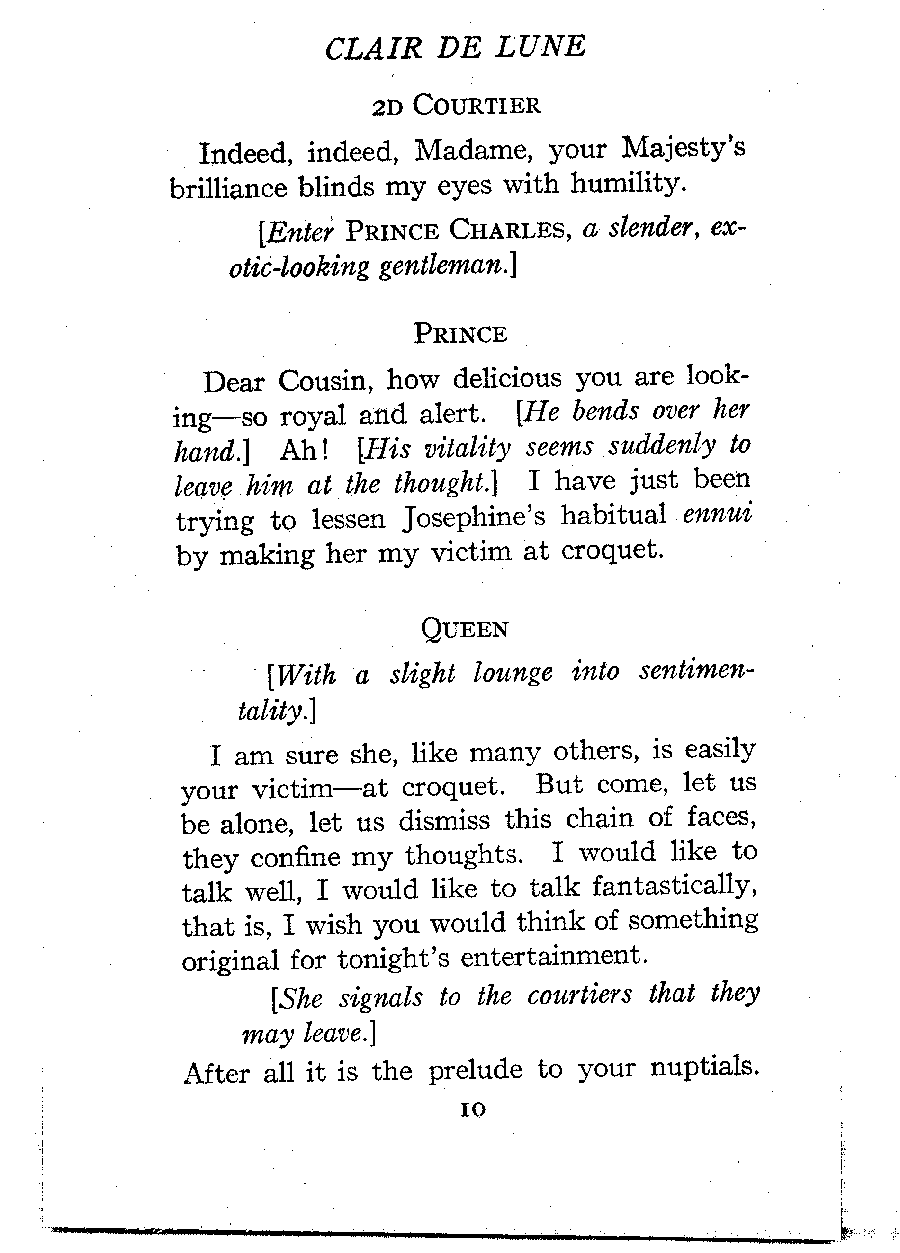 CLAIR DE LUNE
2D COURTIER
Indeed, indeed, Madame, your Majesty's
brilliance blinds my eyes with humility.
[Enter PRINCE CHARLES, a slender, ex-
otic-looking gentleman.]
PRINCE
Dear Cousin, how delicious you are look-
ing—so royal and alert. [He bends over her
hand.] Ah! [His vitality seems suddenly to
leave him at the thought.] I have just been
trying to lessen Josephine's habitual ennui
by making her my victim at croquet.
QUEEN
[With a slight lounge into sentimen-
tality.]
I am sure she, like many others, is easily
your victim—at croquet. But come, let us
be alone, let us dismiss this chain of faces,
they confine my thoughts. I would like to
talk well, I would like to talk fantastically,
that is, I wish you would think of something
original for tonight's entertainment.
[She signals to the courtiers that they
may leave.]
After all it is the prelude to your nuptials.
10